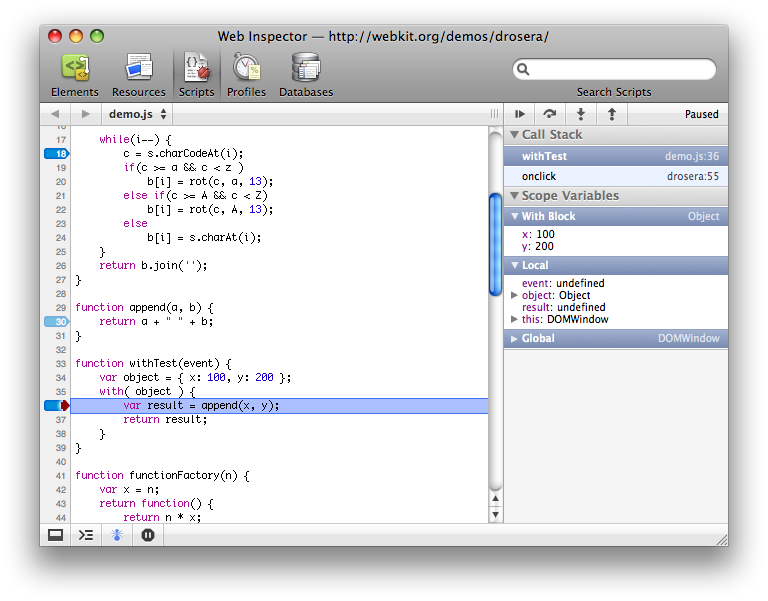 Web Inspector — http://webkit.org/demos/drosera/
Elements Resources Scripts Profiles Databases Search Scripts
demo.js Paused
16
17 while(i--) {
18 c = s.charCodeAt(i);
19 if(c >= a && c < z )
20 b[i] = rot(c, a, 13);
21 else if(c >= A && c < Z)
22 b[i] = rot(c, A, 13);
23 else
24 b[i] = s.charAt(i);
25 }
26 return b.join('');
27 }
28
29 function append(a, b) {
30 return a + " " + b;
31 }
32
33 function withTest(event) {
34 var object = { x: 100, y: 200 };
35 with( object ) {
var result = append(x, y);
37 return result;
38 }
39 }
40
41 function functionFactory(n) {
42 var x = n;
43 return function() {
44 return n * x;
Call Stack
withTest demo.js:36
onclick drosera:55
Scope Variables
With Block Object
x: 100
y: 200
Local
event: undefined
object: Object
result: undefined
this: DOMWindow
Global DOMWindow